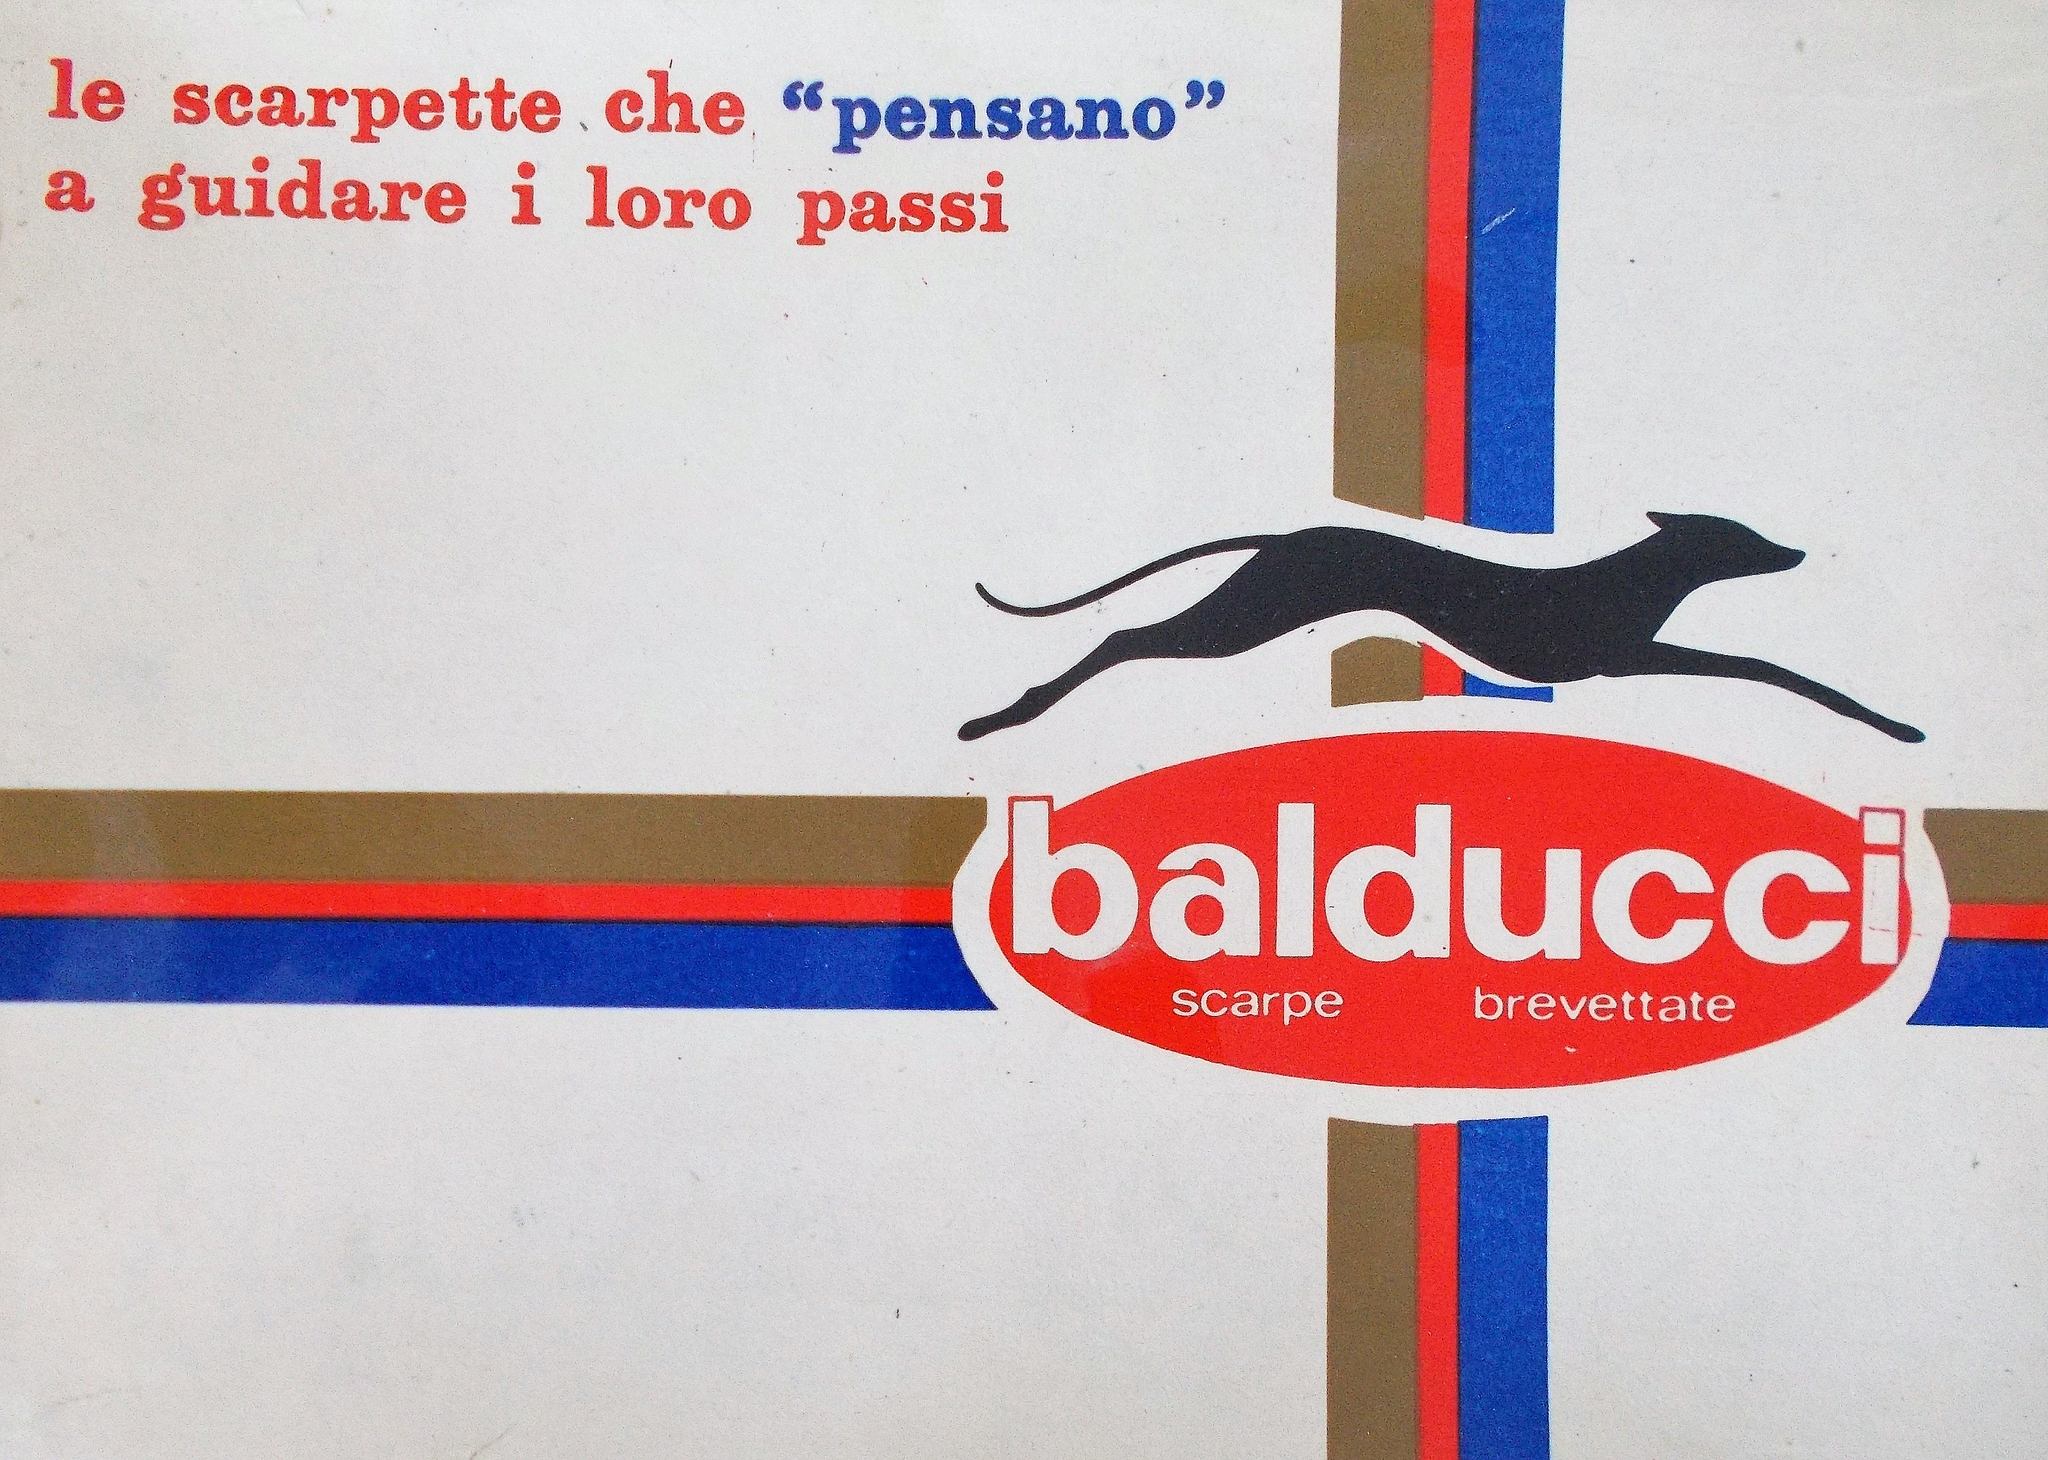 le scarpette che “pensano”
a guidare i loro passi
balducci
scarpe brevettate